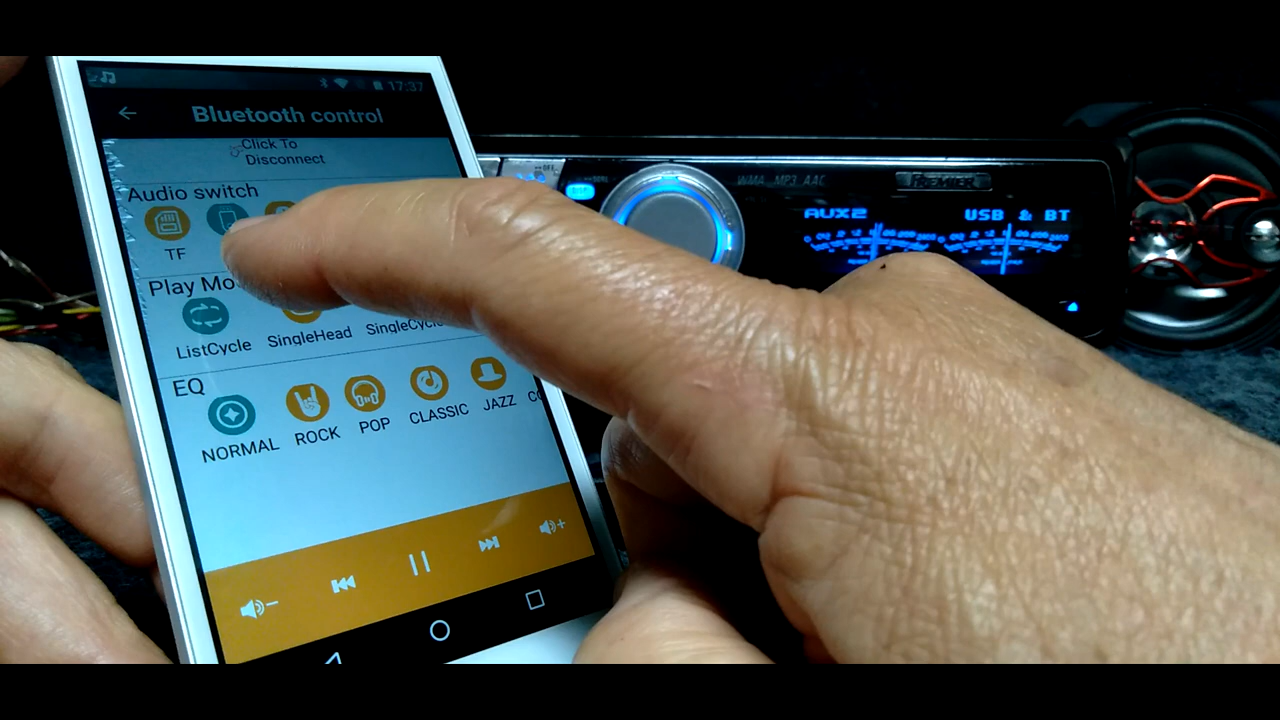 17:37
Bluetooth control
Click To
Disconnect
Audio switch
TF
Play Mo
ListCycle
SingleHead
SingleCycle
EQ
NORMAL
ROCK
POP
CLASSIC
JAZZ
WMA MP3 AAC
PREMIER
AUX2
USB & BT